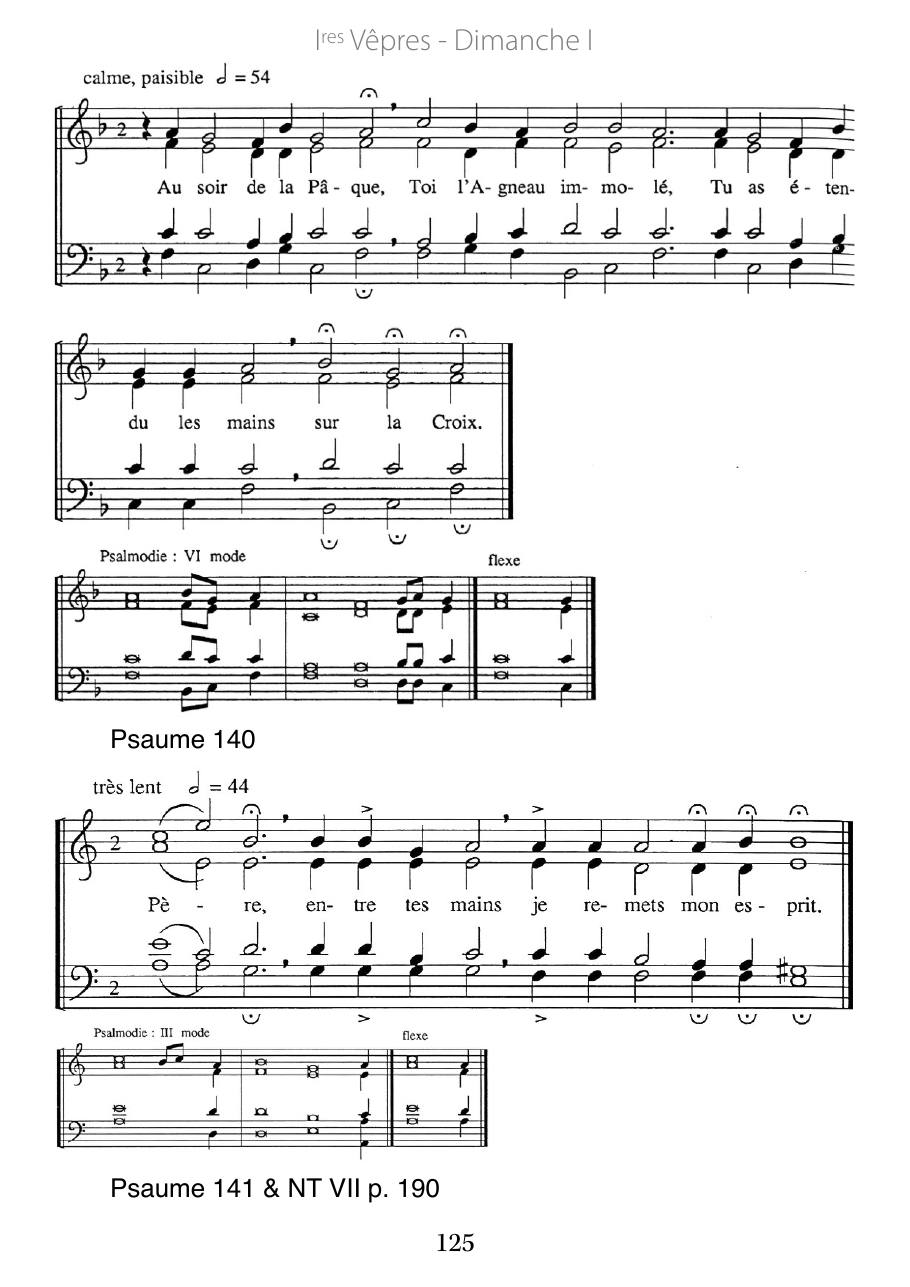 Ires Vêpres - Dimanche I
calme, paisible 𝅗𝅥 = 54
Au soir de la Pâ - que, Toi l'A - gneau im- mo- lé, Tu as é - ten-
du les mains sur la Croix.
Psalmodie : VI mode flexe
Psaume 140
très lent 𝅗𝅥 = 44
Pè - re, en- tre tes mains je re- mets mon es - prit.
Psalmodie : III mode flexe
Psaume 141 & NT VII p. 190
125